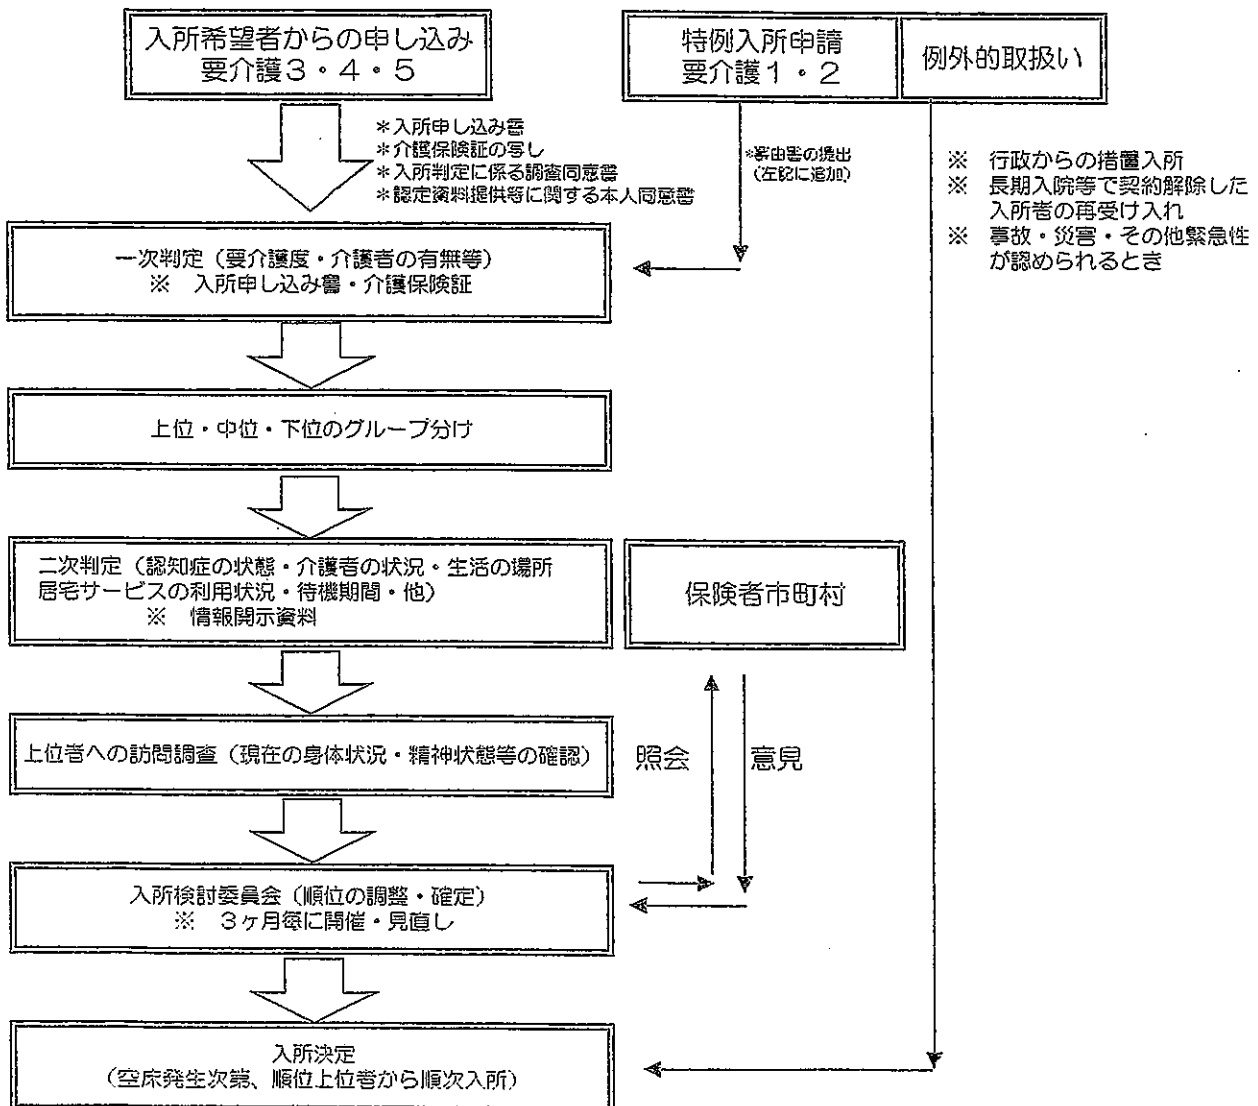 入所希望者からの申し込み
要介護3・4・5
特例入所申請
要介護1・2
例外的取扱い
*入所申し込み書
*介護保険証の写し
*入所判定に係る調査同意書
*認定資料提供等に関する本人同意書
*事由書の提出
(左記に追加)
※ 行政からの措置入所
※ 長期入院等で契約解除した
入所者の再受け入れ
※ 事故・災害・その他緊急性
が認められるとき
一次判定(要介護度・介護者の有無等)
※ 入所申し込み書・介護保険証
上位・中位・下位のグループ分け
二次判定(認知症の状態・介護者の状況・生活の場所
居宅サービスの利用状況・待機期間・他)
※ 情報開示資料
保険者市町村
上位者への訪問調査(現在の身体状況・精神状態等の確認)
照会
意見
入所検討委員会(順位の調整・確定)
※ 3ヶ月毎に開催・見直し
入所決定
(空床発生次第、順位上位者から順次入所)